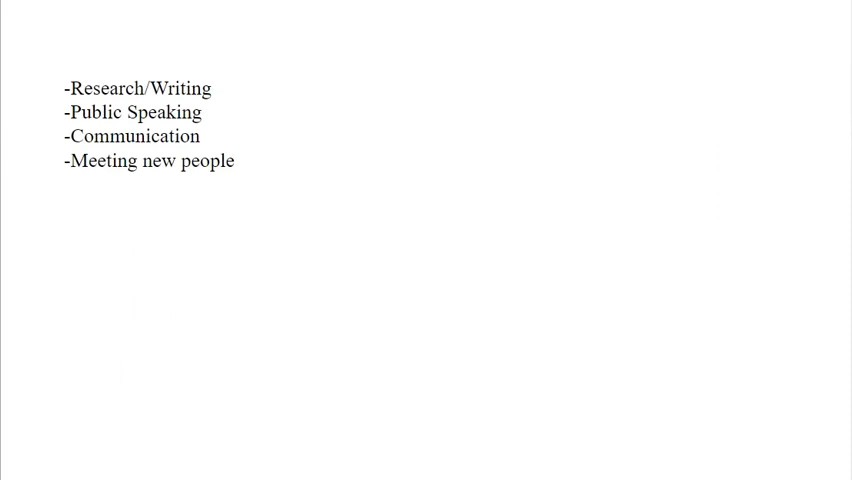 -Research/Writing
-Public Speaking
-Communication
-Meeting new people